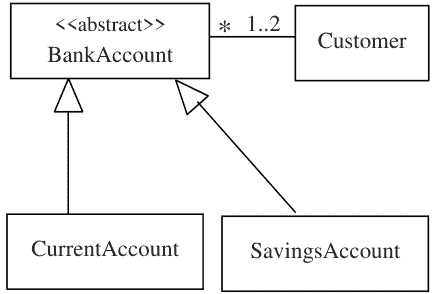 <<abstract>>
BankAccount
* 1..2
Customer
CurrentAccount
SavingsAccount